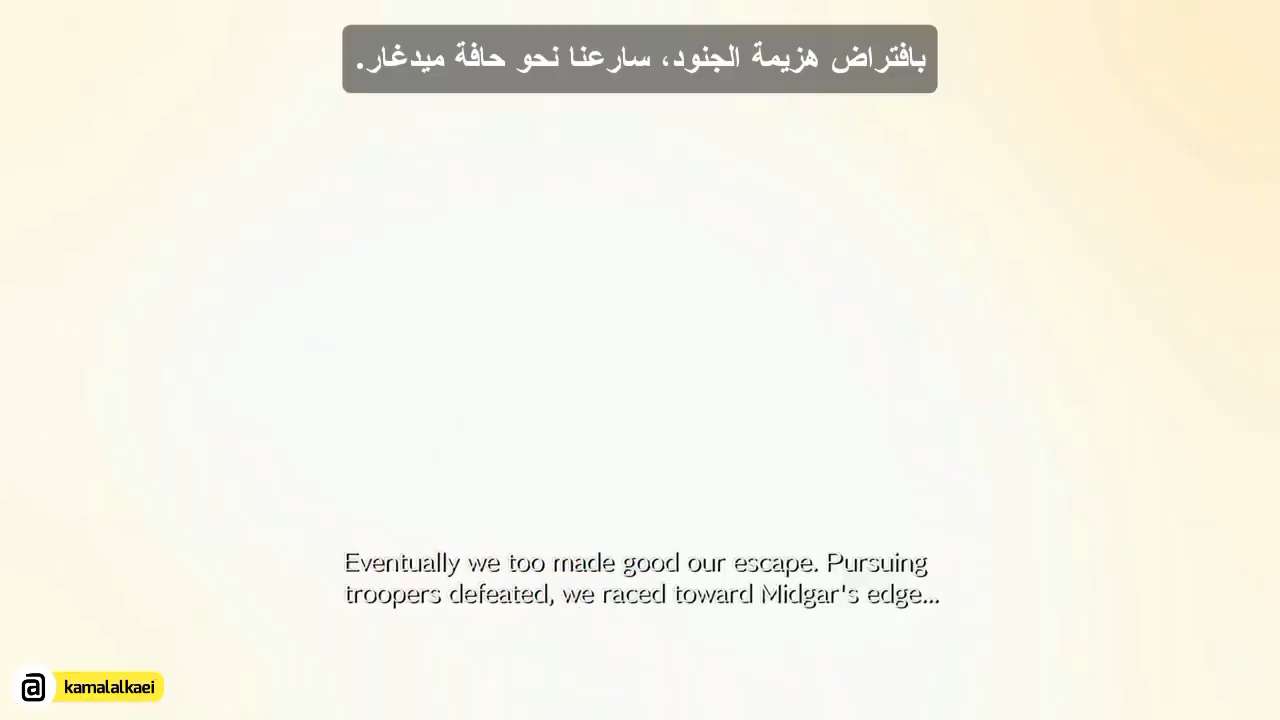 بافتراض هزيمة الجنود، سارعنا نحو حافة ميدغار.
Eventually we too made good our escape. Pursuing
troopers defeated, we raced toward Midgar's edge...
@ kamalalkaei